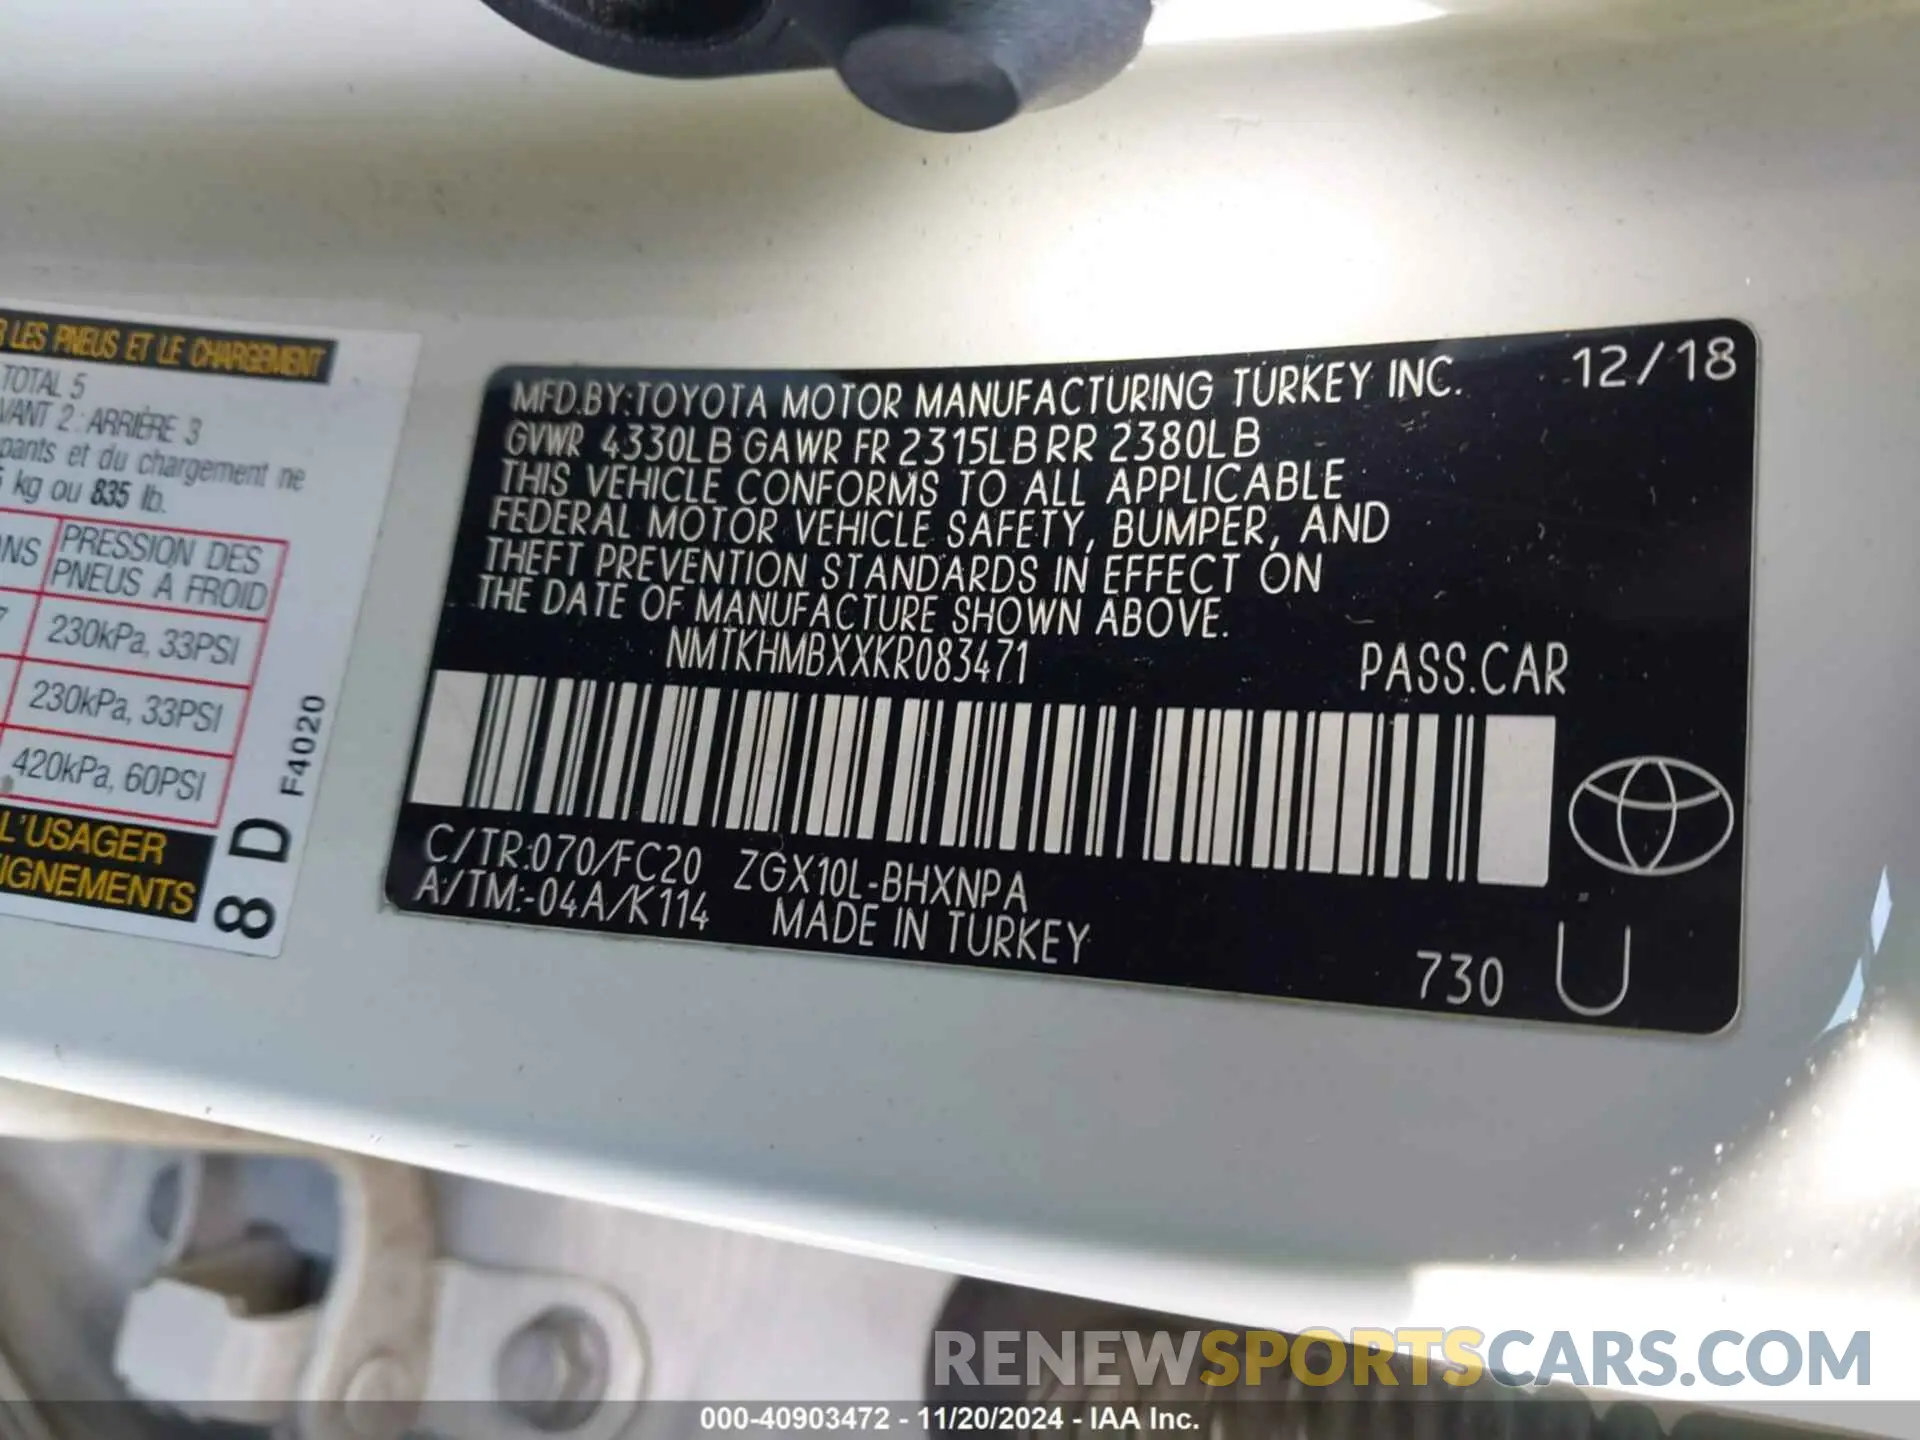 LES PNEUS ET LE CHARGEMENT
TOTAL 5
VANT 2 : ARRIÈRE 3
pants et du chargement ne
kg ou 835 lb.
NS PRESSION DES
PNEUS À FROID
230kPa, 33PSI
230kPa, 33PSI
420kPa, 60PSI
L'USAGER
IGNEMENTS
8 D
F4020
12/18
MFD.BY:TOYOTA MOTOR MANUFACTURING TURKEY INC.
GVWR 4330LB GAWR FR 2315LB RR 2380LB
THIS VEHICLE CONFORMS TO ALL APPLICABLE
FEDERAL MOTOR VEHICLE SAFETY, BUMPER, AND
THEFT PREVENTION STANDARDS IN EFFECT ON
THE DATE OF MANUFACTURE SHOWN ABOVE.
NMTKHMBXXKR083471 PASS.CAR
C/TR:070/FC20 ZGX10L-BHXNPA
A/TM:-04A/K114 MADE IN TURKEY
730 U
RENEWSPORTSCARS.COM
000-40903472 - 11/20/2024 - IAA Inc.